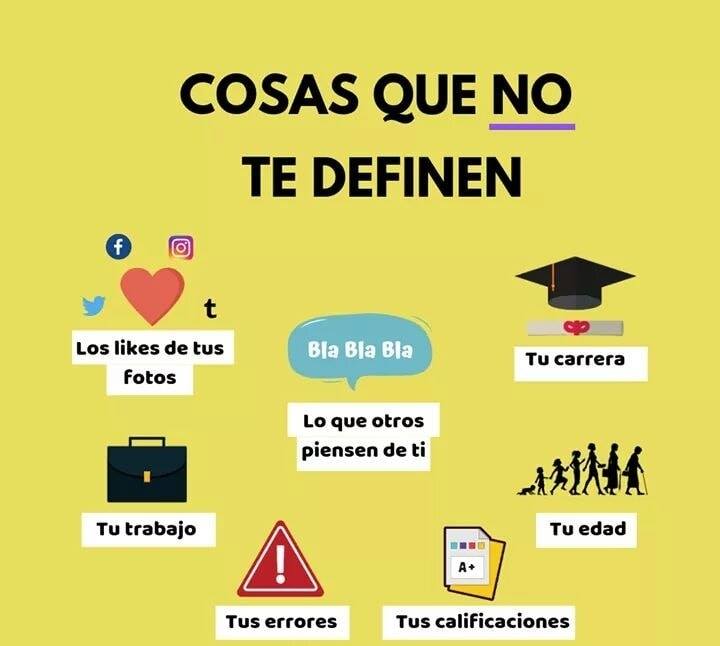 COSAS QUE NO
TE DEFINEN
Los likes de tus
fotos
t
Bla Bla Bla
Lo que otros
piensen de ti
Tu carrera
Tu trabajo
Tu edad
A+
Tus errores
Tus calificaciones